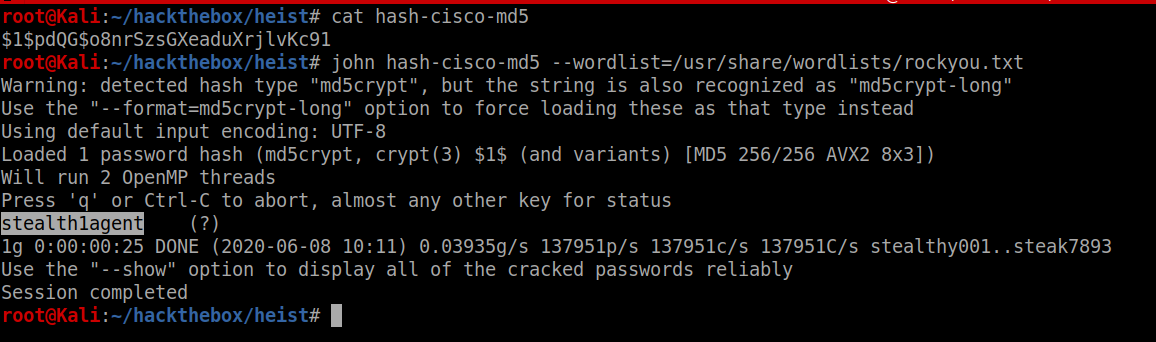 root@Kali:~/hackthebox/heist# cat hash-cisco-md5
$1$pdQG$o8nrSzsGXeaduXrjlvKc91
root@Kali:~/hackthebox/heist# john hash-cisco-md5 --wordlist=/usr/share/wordlists/rockyou.txt
Warning: detected hash type "md5crypt", but the string is also recognized as "md5crypt-long"
Use the "--format=md5crypt-long" option to force loading these as that type instead
Using default input encoding: UTF-8
Loaded 1 password hash (md5crypt, crypt(3) $1$ (and variants) [MD5 256/256 AVX2 8x3])
Will run 2 OpenMP threads
Press 'q' or Ctrl-C to abort, almost any other key for status
stealth1agent    (?)
1g 0:00:00:25 DONE (2020-06-08 10:11) 0.03935g/s 137951p/s 137951c/s 137951C/s stealthy001..steak7893
Use the "--show" option to display all of the cracked passwords reliably
Session completed
root@Kali:~/hackthebox/heist#